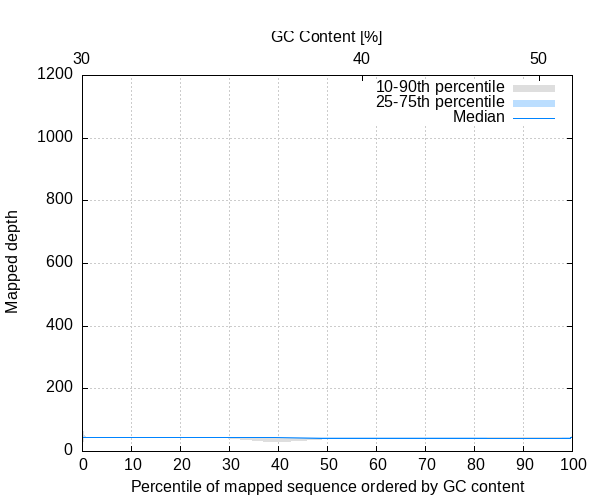 GC Content [%]
30 40 50
1200
1000
800
600
400
200
0
10-90th percentile
25-75th percentile
Median
Mapped depth
0 10 20 30 40 50 60 70 80 90 100
Percentile of mapped sequence ordered by GC content